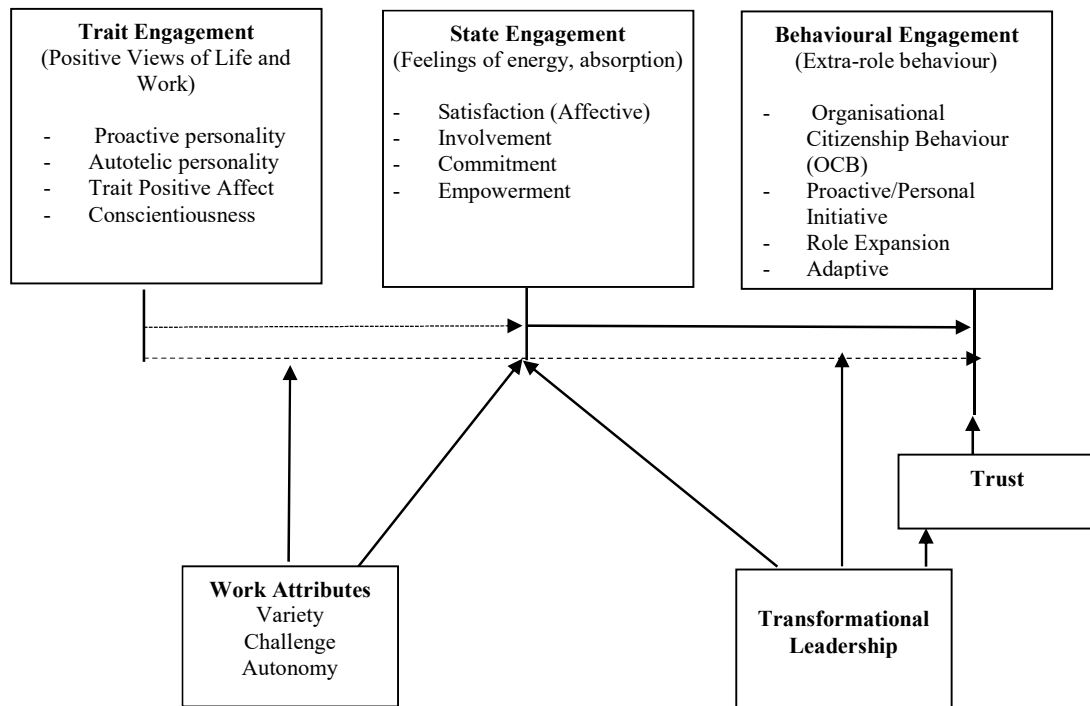 Trait Engagement
(Positive Views of Life and
Work)
- Proactive personality
- Autotelic personality
- Trait Positive Affect
- Conscientiousness
State Engagement
(Feelings of energy, absorption)
- Satisfaction (Affective)
- Involvement
- Commitment
- Empowerment
Behavioural Engagement
(Extra-role behaviour)
- Organisational
Citizenship Behaviour
(OCB)
- Proactive/Personal
Initiative
- Role Expansion
- Adaptive
Trust
Work Attributes
Variety
Challenge
Autonomy
Transformational
Leadership